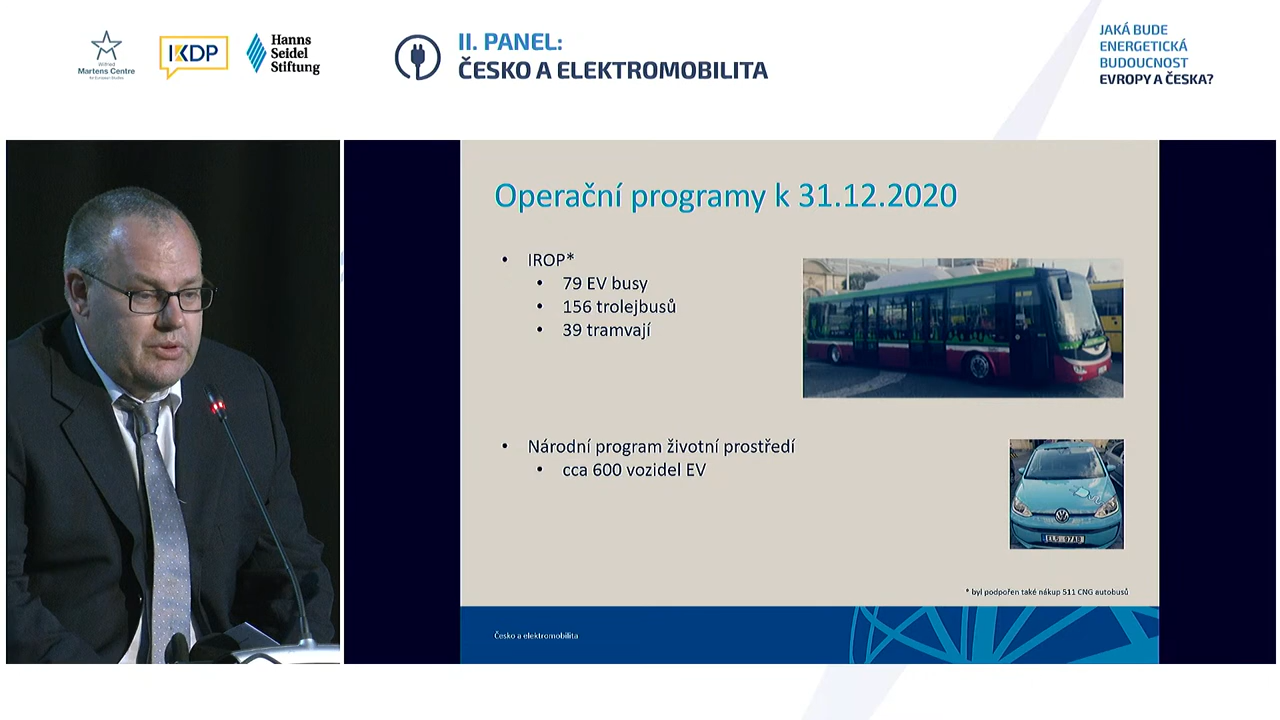 Wilfried
Martens Centre
for European Studies
IKDP
Hanns
Seidel
Stiftung
II. PANEL:
ČESKO A ELEKTROMOBILITA
JAKÁ BUDE
ENERGETICKÁ
BUDOUCNOST
EVROPY A ČESKA?
Operační programy k 31.12.2020
• IROP*
• 79 EV busy
• 156 trolejbusů
• 39 tramvají
• Národní program životní prostředí
• cca 600 vozidel EV
* byl podpořen také nákup 511 CNG autobusů
Česko a elektromobilita